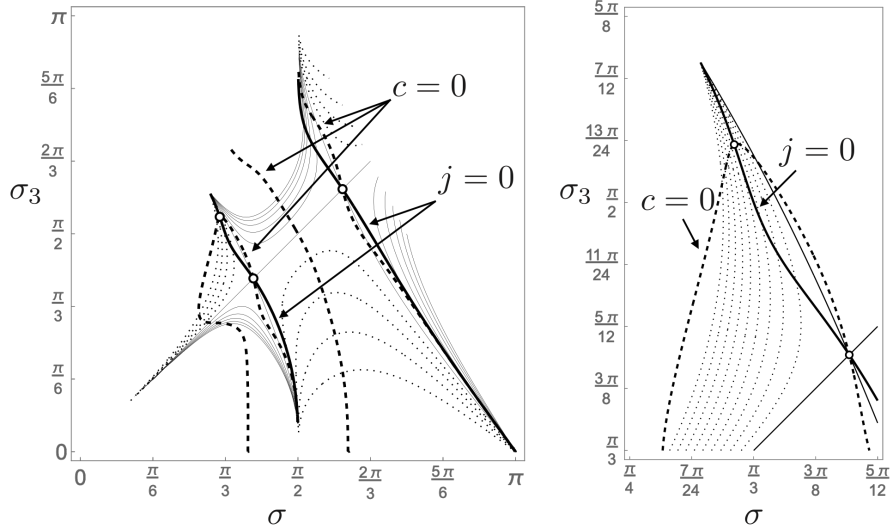 π
5π/6
2π/3
σ₃
π/2
π/3
π/6
0
c = 0
j = 0
0
π/6
π/3
π/2
2π/3
5π/6
π
σ
5π/8
7π/12
13π/24
σ₃
π/2
11π/24
5π/12
3π/8
π/3
j = 0
c = 0
π/4
7π/24
π/3
3π/8
5π/12
σ